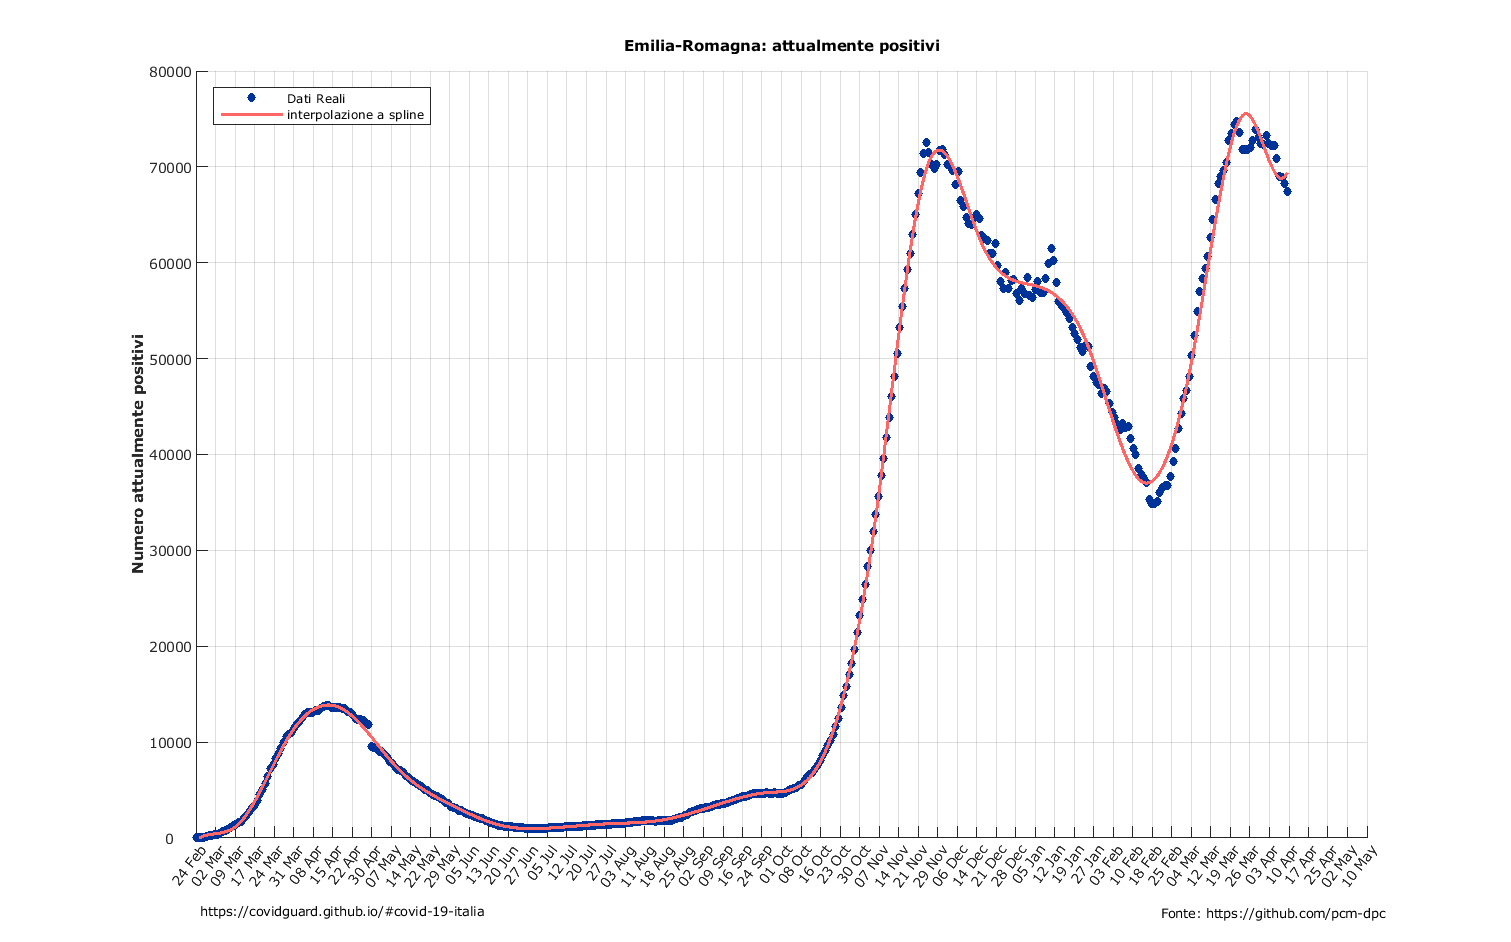 Emilia-Romagna: attualmente positivi
80000
70000
60000
50000
40000
30000
20000
10000
0
Numero attualmente positivi
Dati Reali
interpolazione a spline
24 Feb
02 Mar
09 Mar
17 Mar
24 Mar
31 Mar
08 Apr
15 Apr
22 Apr
30 Apr
07 May
14 May
22 May
29 May
05 Jun
13 Jun
20 Jun
27 Jun
05 Jul
12 Jul
20 Jul
27 Jul
03 Aug
11 Aug
18 Aug
25 Aug
02 Sep
09 Sep
16 Sep
24 Sep
01 Oct
08 Oct
16 Oct
23 Oct
30 Oct
07 Nov
14 Nov
21 Nov
29 Nov
06 Dec
14 Dec
21 Dec
28 Dec
05 Jan
12 Jan
19 Jan
27 Jan
03 Feb
10 Feb
18 Feb
25 Feb
04 Mar
12 Mar
19 Mar
26 Mar
03 Apr
10 Apr
17 Apr
25 Apr
02 May
10 May
https://covidguard.github.io/#covid-19-italia
Fonte: https://github.com/pcm-dpc